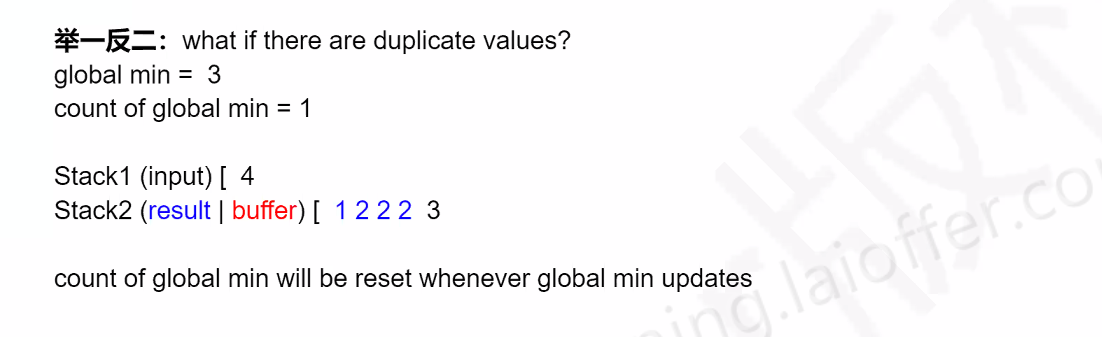 举一反二：what if there are duplicate values?
global min =  3
count of global min = 1
Stack1 (input) [  4
Stack2 (result | buffer) [  1 2 2 2  3
count of global min will be reset whenever global min updates
ing.laioffer.co
版